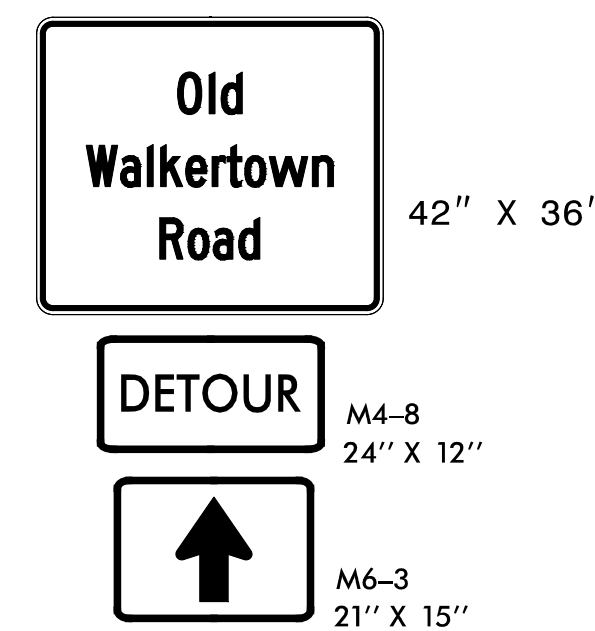 Old
Walkertown
Road
42" X 36'
DETOUR
M4–8
24'' X 12''
M6–3
21'' X 15''